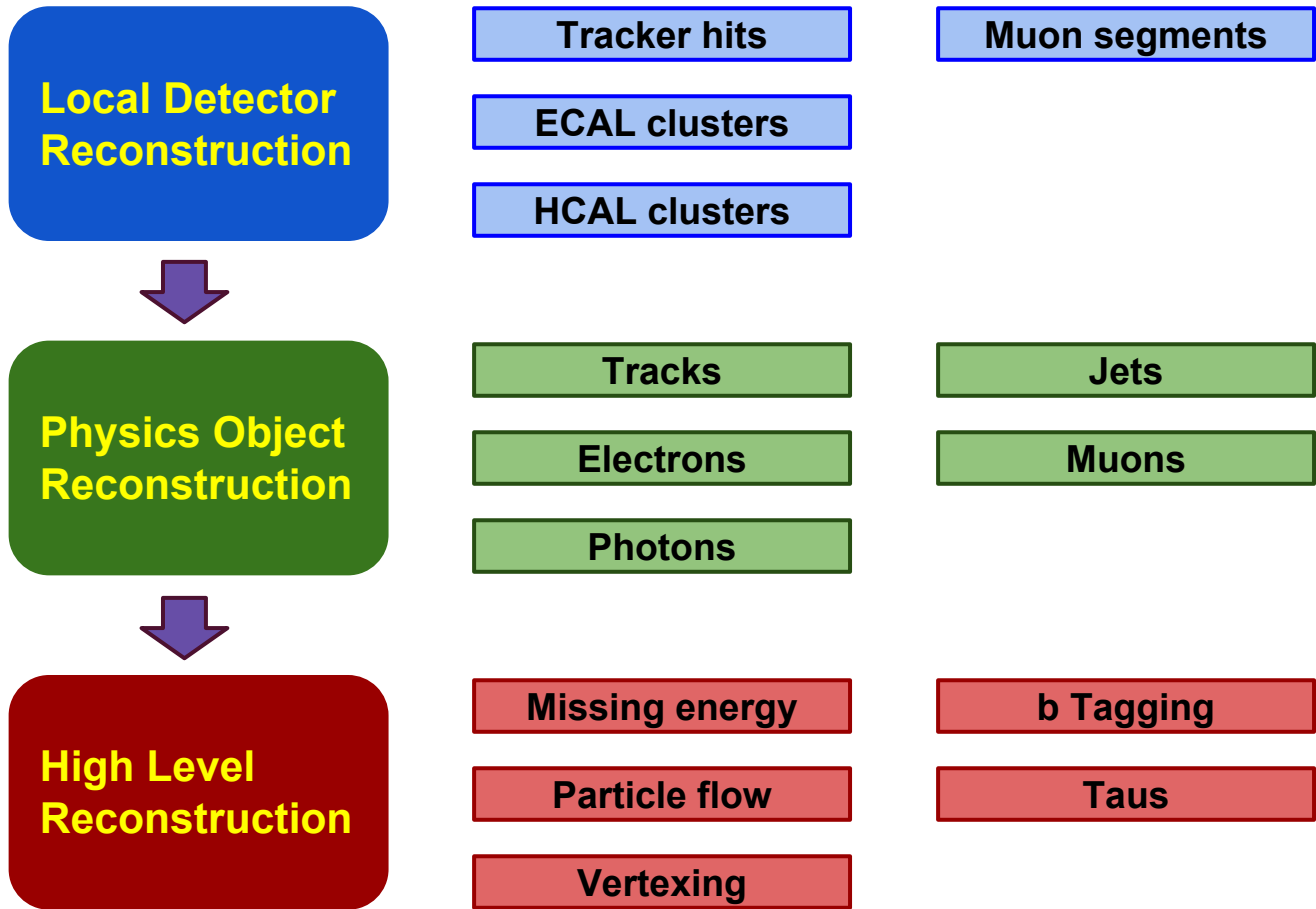 Local Detector
Reconstruction
Tracker hits
Muon segments
ECAL clusters
HCAL clusters
Physics Object
Reconstruction
Tracks
Jets
Electrons
Muons
Photons
High Level
Reconstruction
Missing energy
b Tagging
Particle flow
Taus
Vertexing